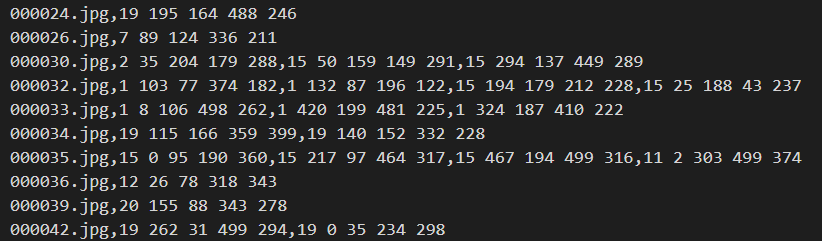 000024.jpg,19 195 164 488 246
000026.jpg,7 89 124 336 211
000030.jpg,2 35 204 179 288,15 50 159 149 291,15 294 137 449 289
000032.jpg,1 103 77 374 182,1 132 87 196 122,15 194 179 212 228,15 25 188 43 237
000033.jpg,1 8 106 498 262,1 420 199 481 225,1 324 187 410 222
000034.jpg,19 115 166 359 399,19 140 152 332 228
000035.jpg,15 0 95 190 360,15 217 97 464 317,15 467 194 499 316,11 2 303 499 374
000036.jpg,12 26 78 318 343
000039.jpg,20 155 88 343 278
000042.jpg,19 262 31 499 294,19 0 35 234 298